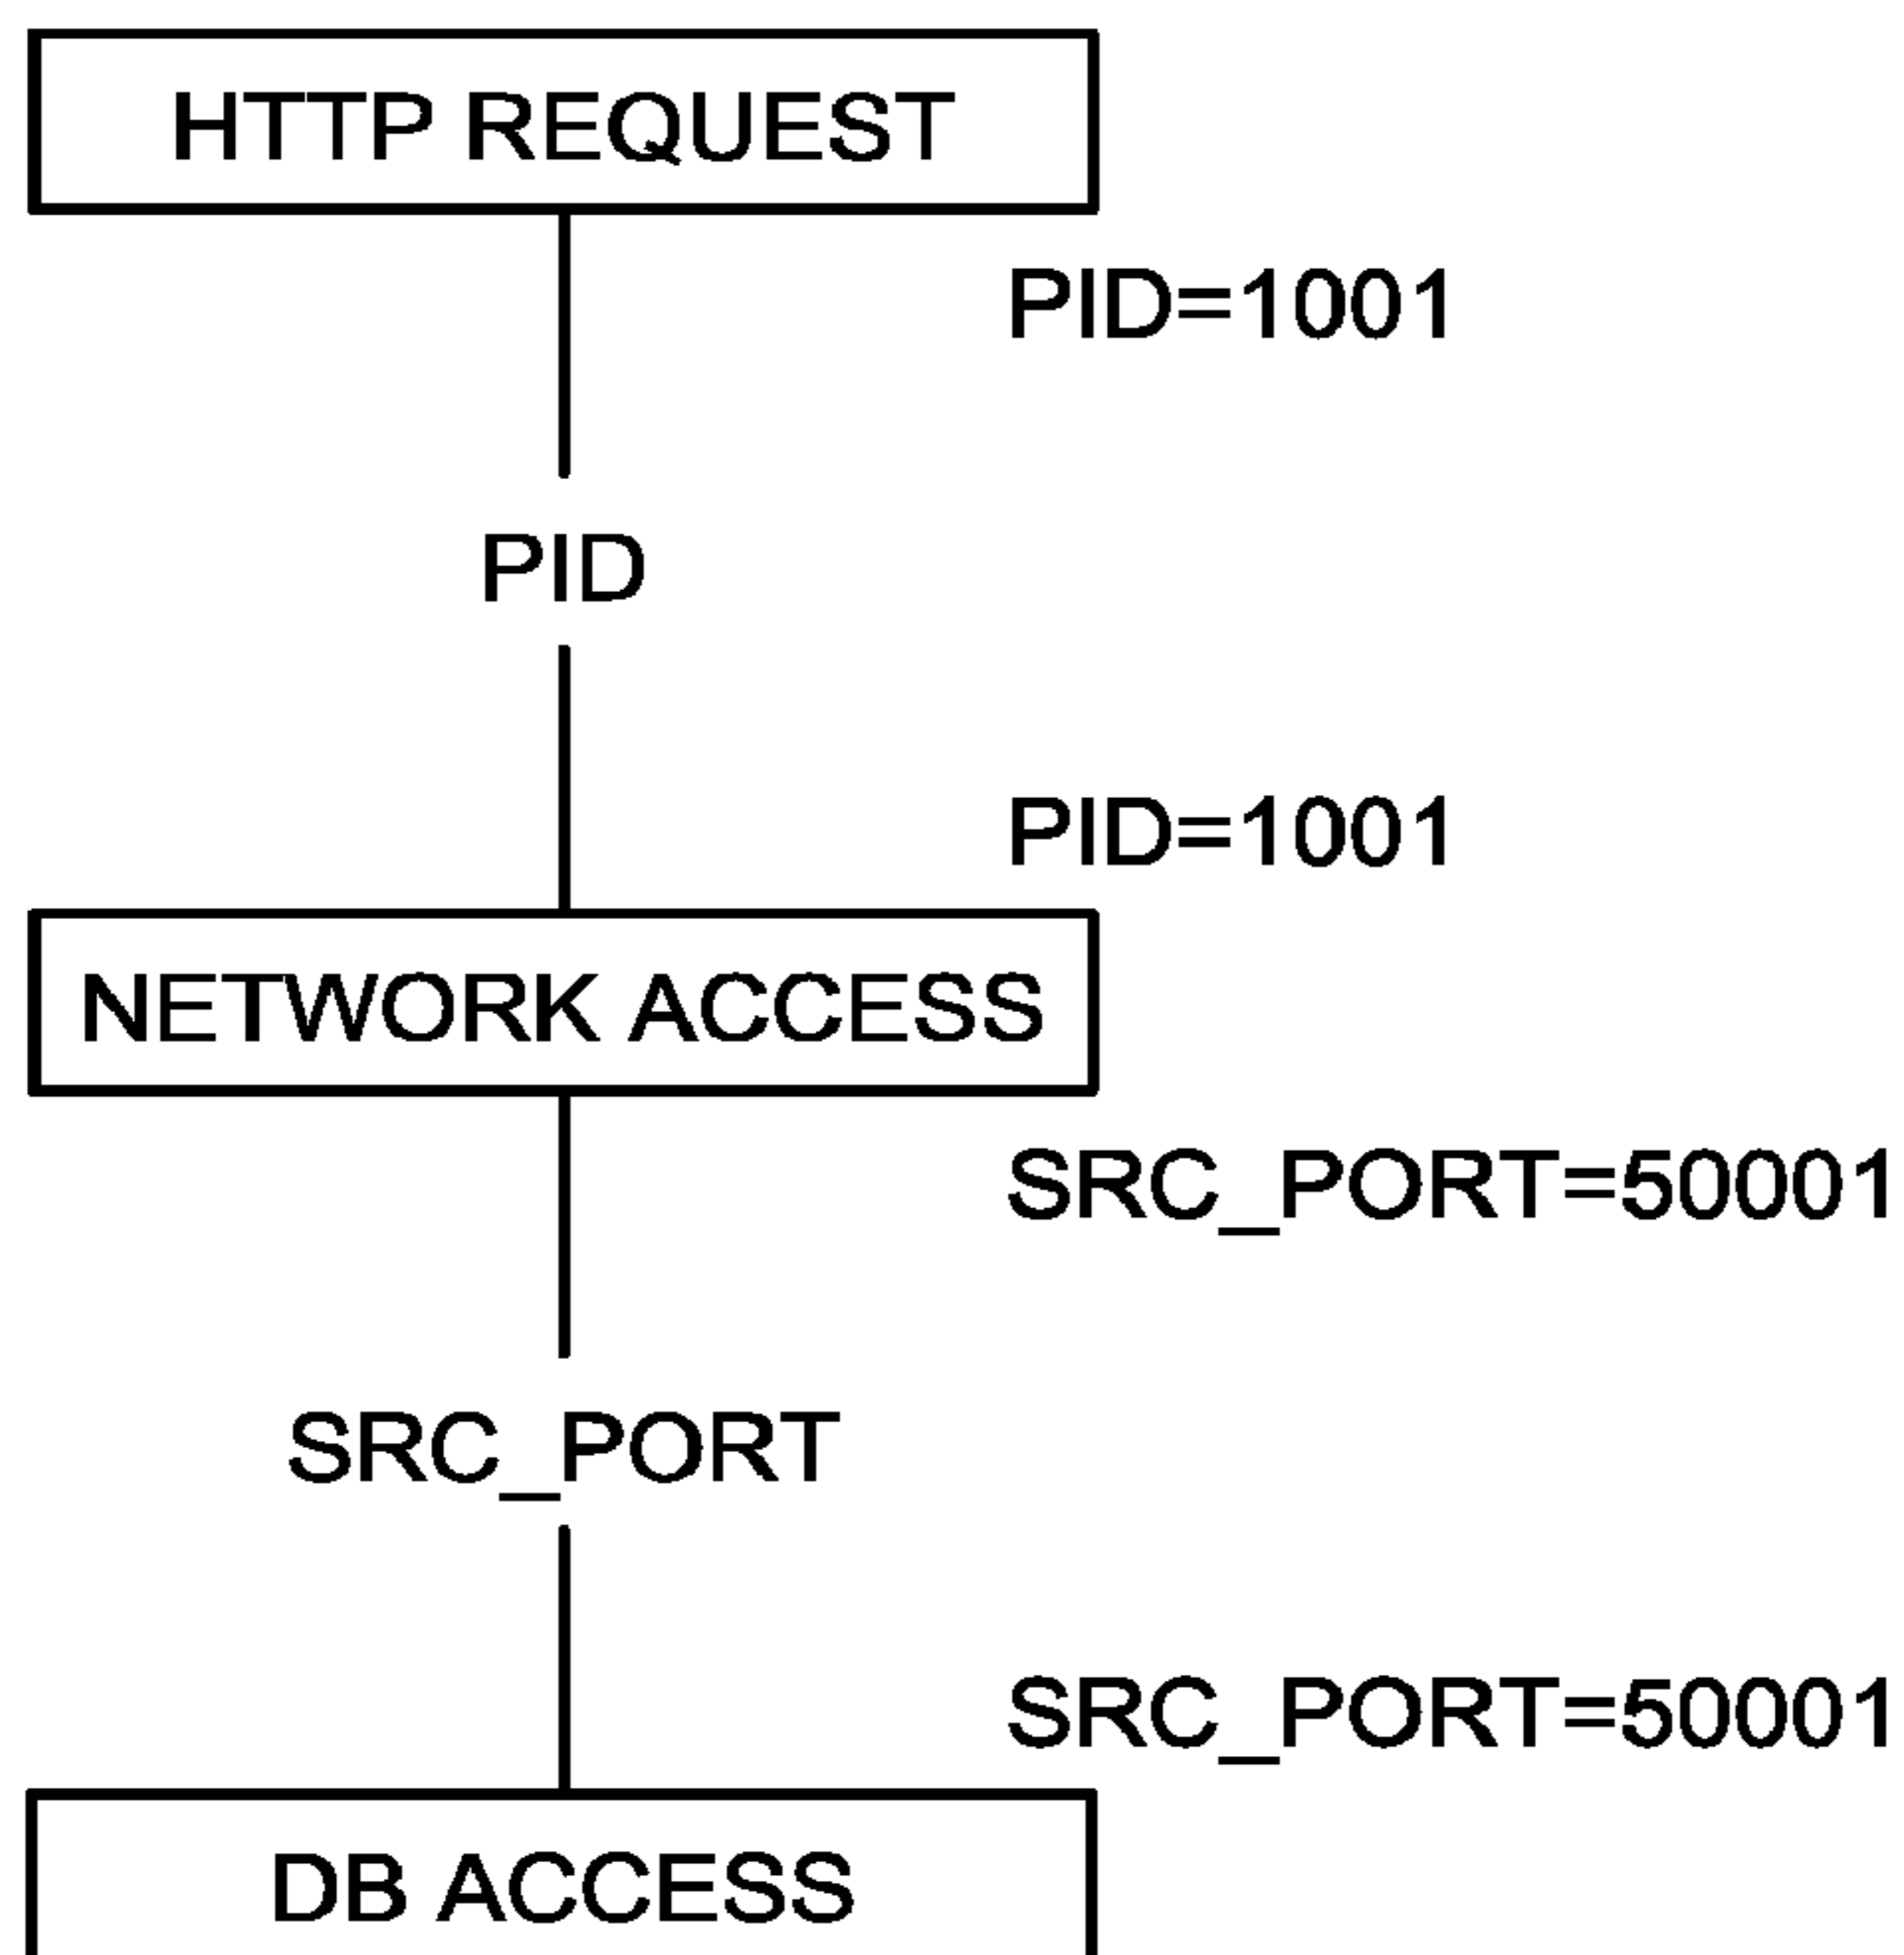 HTTP REQUEST
PID=1001
PID
PID=1001
NETWORK ACCESS
SRC_PORT=50001
SRC_PORT
SRC_PORT=50001
DB ACCESS